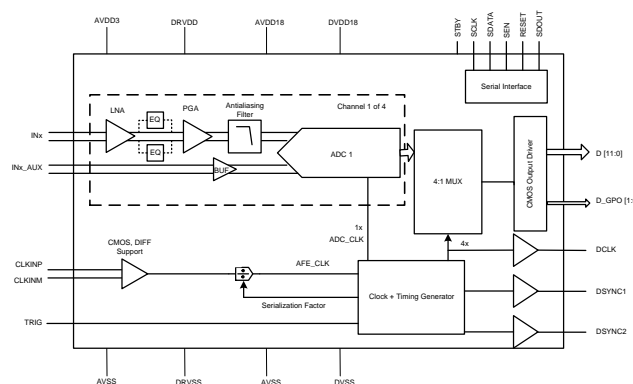 AVDD3
DRVDD
AVDD18
DVDD18
STBY
SCLK
SDATA
SEN
RESET
SDOUT
Serial Interface
Channel 1 of 4
LNA
EQ
EQ
PGA
Antialiasing
Filter
INx
INx_AUX
BUF
ADC 1
4:1 MUX
CMOS Output Driver
D [11:0]
D_GPO [1:
1x
ADC_CLK
4x
CMOS, DIFF
Support
CLKINP
CLKINM
AFE_CLK
÷
Serialization Factor
Clock + Timing Generator
TRIG
DCLK
DSYNC1
DSYNC2
AVSS
DRVSS
AVSS
DVSS